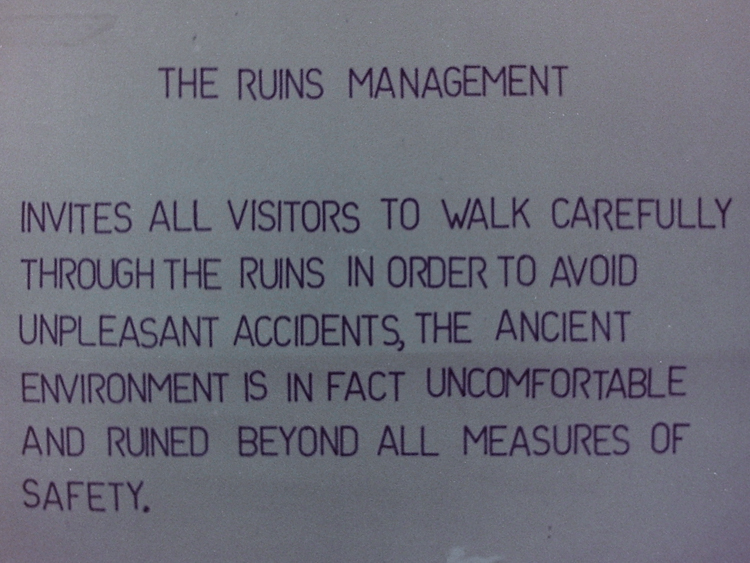 THE RUINS MANAGEMENT
INVITES ALL VISITORS TO WALK CAREFULLY
THROUGH THE RUINS IN ORDER TO AVOID
UNPLEASANT ACCIDENTS, THE ANCIENT
ENVIRONMENT IS IN FACT UNCOMFORTABLE
AND RUINED BEYOND ALL MEASURES OF
SAFETY.